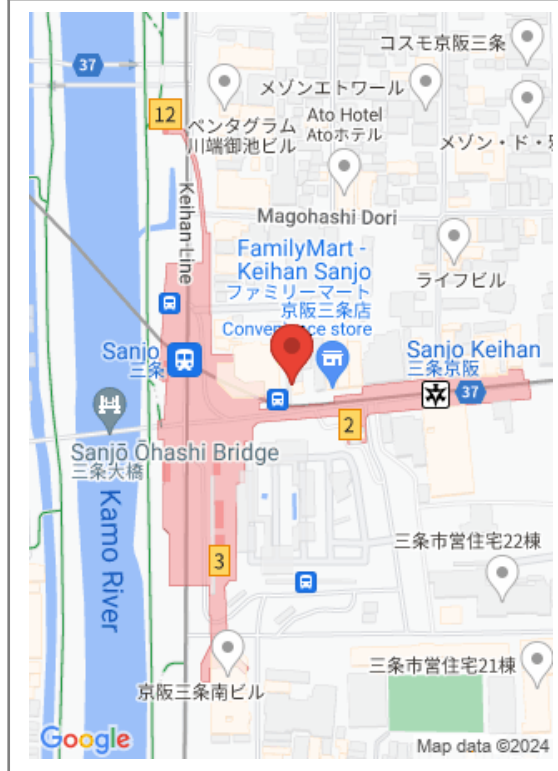 コスモ京阪三条
37
メゾンエトワール
12
Ato Hotel
Atoホテル
ペンタグラム
川端御池ビル
メゾン・ド・雅
Keihan Line
Magohashi Dori
FamilyMart -
Keihan Sanjo
ファミリーマート
京阪三条店
Convenience store
ライフビル
Sanjo
三条
Sanjo Keihan
三条京阪
37
2
Sanjō Ōhashi Bridge
三条大橋
Kamo River
三条市営住宅22棟
3
三条市営住宅21棟
京阪三条南ビル
Google
Map data ©2024